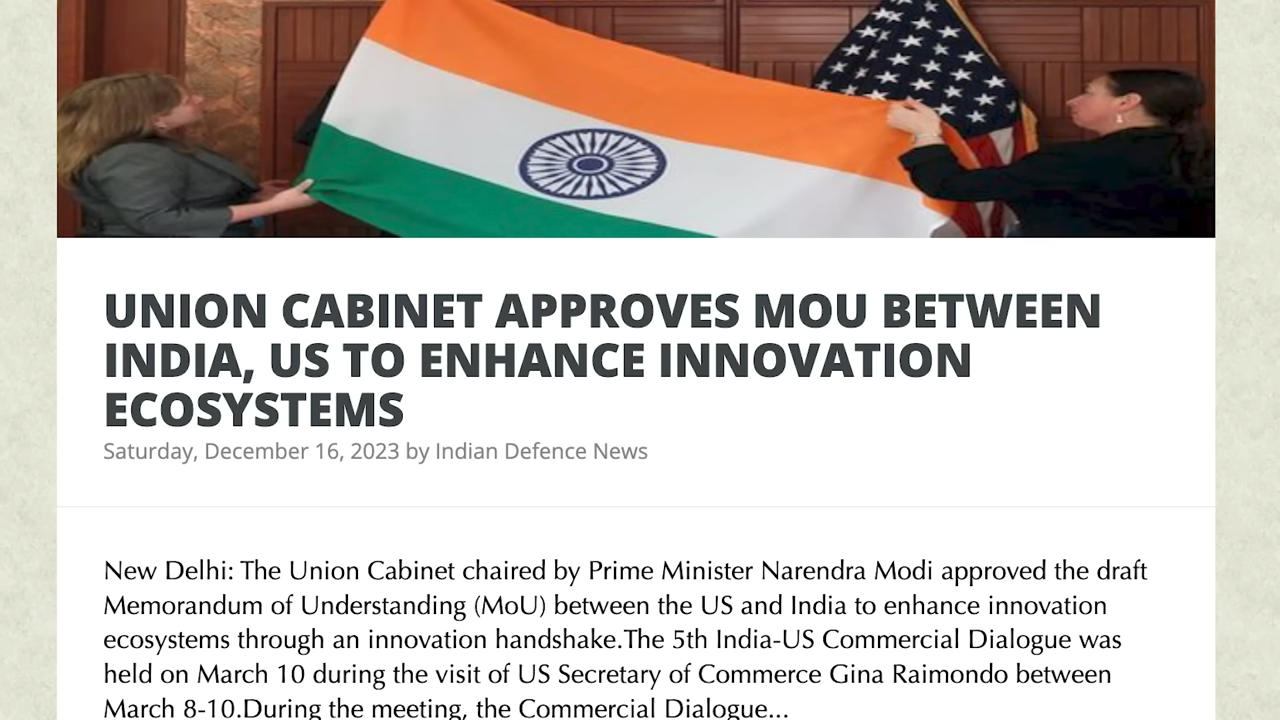 UNION CABINET APPROVES MOU BETWEEN
INDIA, US TO ENHANCE INNOVATION
ECOSYSTEMS
Saturday, December 16, 2023 by Indian Defence News
New Delhi: The Union Cabinet chaired by Prime Minister Narendra Modi approved the draft
Memorandum of Understanding (MoU) between the US and India to enhance innovation
ecosystems through an innovation handshake.The 5th India-US Commercial Dialogue was
held on March 10 during the visit of US Secretary of Commerce Gina Raimondo between
March 8-10.During the meeting, the Commercial Dialogue...